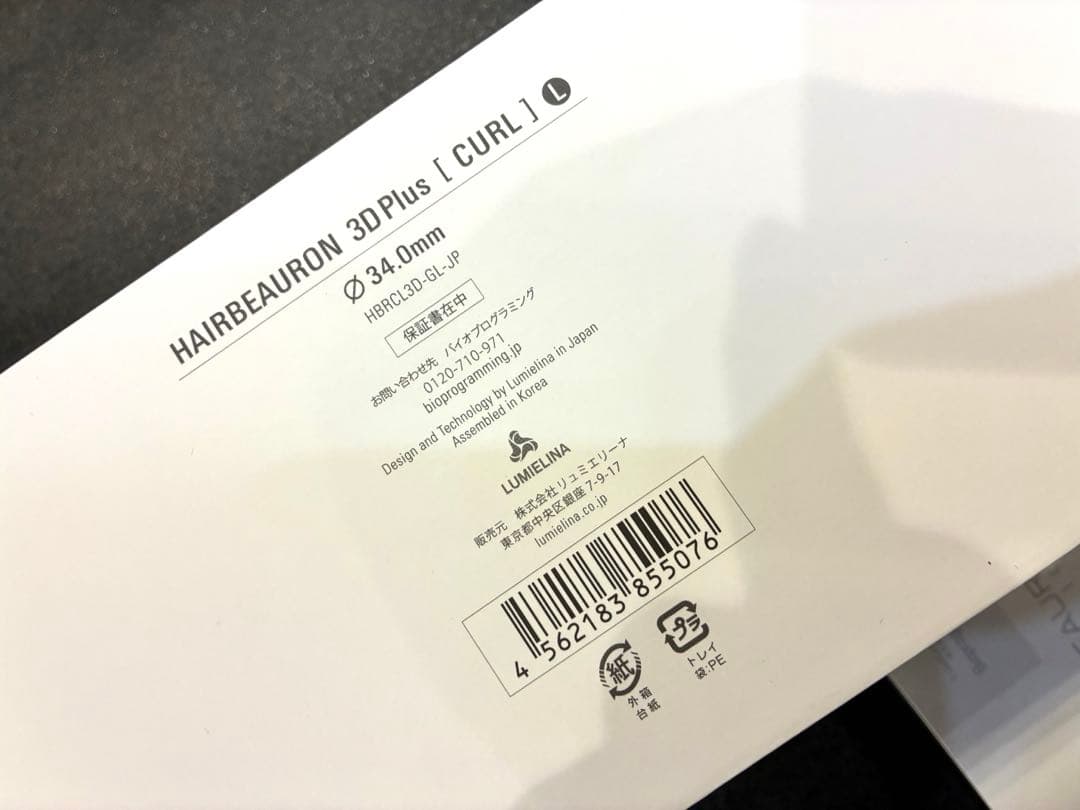 HAIRBEAURON 3D Plus [ CURL ] L
⌀ 34.0mm
HBRCL3D-GL-JP
保証書在中
お問い合わせ先 バイオプログラミング
0120-710-971
bioprogramming.jp
Design and Technology by Lumielina in Japan
Assembled in Korea
LUMIELINA
販売元 株式会社リュミエリーナ
東京都中央区銀座 7-9-17
lumielina.co.jp
4 562183 855076
紙
外箱
台紙
プラ
トレイ
袋:PE